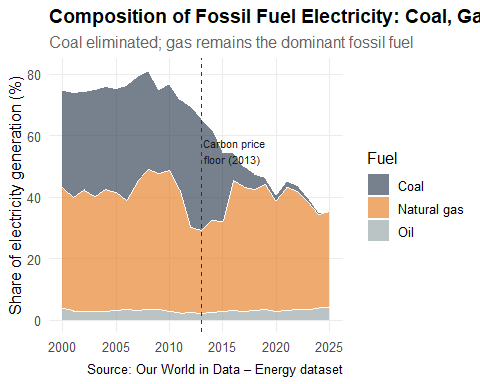 Composition of Fossil Fuel Electricity: Coal, Ga
Coal eliminated; gas remains the dominant fossil fuel
Share of electricity generation (%)
80
60
40
20
0
Carbon price
floor (2013)
2000
2005
2010
2015
2020
2025
Fuel
Coal
Natural gas
Oil
Source: Our World in Data – Energy dataset